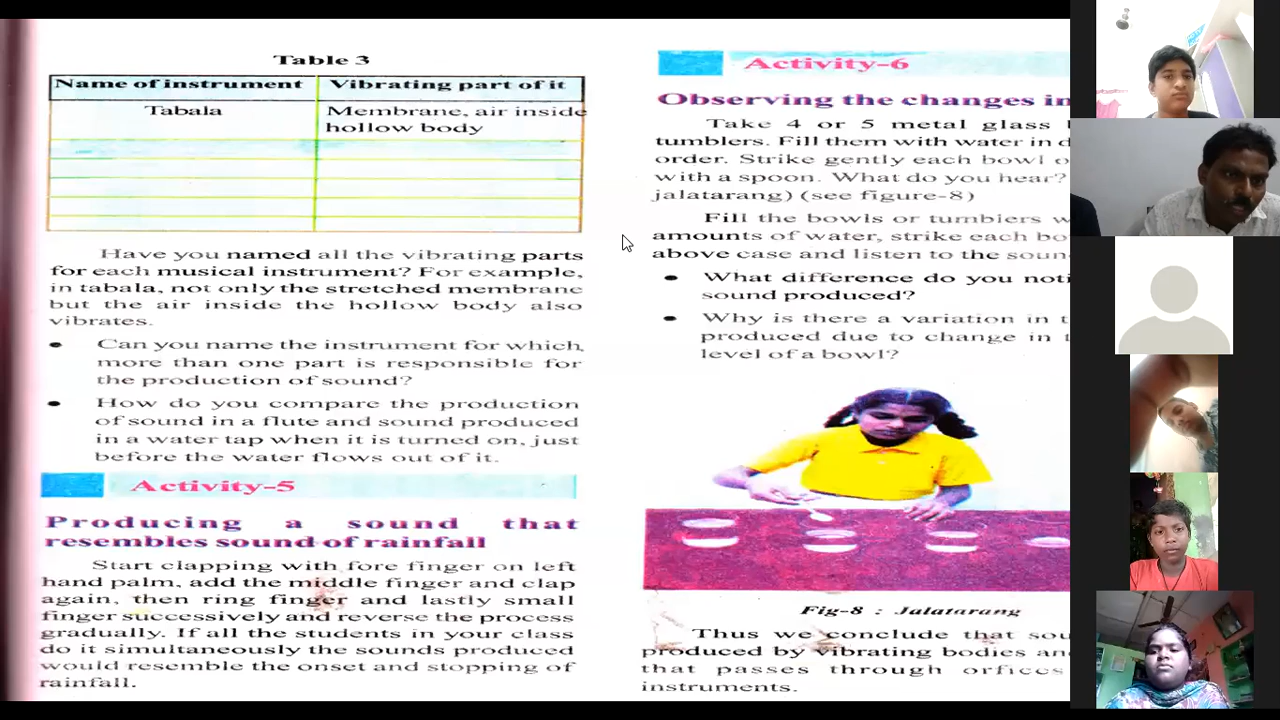 Table 3
Name of instrument
Vibrating part of it
Tabala
Membrane, air inside
hollow body
Have you named all the vibrating parts
for each musical instrument? For example,
in tabala, not only the stretched membrane
but the air inside the hollow body also
vibrates.
Can you name the instrument for which,
more than one part is responsible for
the production of sound?
How do you compare the production
of sound in a flute and sound produced
in a water tap when it is turned on, just
before the water flows out of it.
Activity-5
Producing a sound that
resembles sound of rainfall
Start clapping with fore finger on left
hand palm, add the middle finger and clap
again, then ring finger and lastly small
finger successively and reverse the process
gradually. If all the students in your class
do it simultaneously the sounds produced
would resemble the onset and stopping of
rainfall.
Activity-6
Observing the changes in
Take 4 or 5 metal glass
tumblers. Fill them with water in
order. Strike gently each bowl
with a spoon. What do you hear?
jalatarang) (see figure-8)
Fill the bowls or tumblers
amounts of water, strike each
above case and listen to the
What difference do you
sound produced?
Why is there a variation in
produced due to change in
level of a bowl?
Fig-8 : Jalatarang
Thus we conclude that
produced by vibrating bodies
that passes through orifices
instruments.